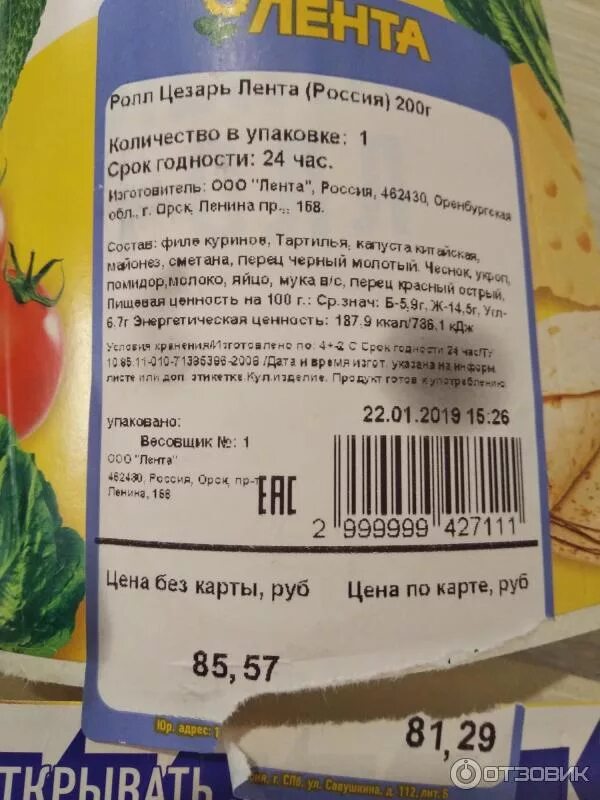 ЛЕНТА
Ролл Цезарь Лента (Россия) 200г
Количество в упаковке: 1
Срок годности: 24 час.
Изготовитель: ООО "Лента", Россия, 462430, Оренбургская
обл., г. Орск, Ленина пр-., 158.
Состав: филе куриное, Тартилья, капуста китайская,
майонез, сметана, перец черный молотый. Чеснок, укроп,
помидор,молоко, яйцо, мука в/с, перец красный острый,
Пищевая ценность на 100 г.: Ср.знач: Б-5,9г, Ж-14,5г, Угл-
6,7г Энергетическая ценность: 187,9 ккал/786,1 кДж
Условия хранения/Изготовлено по: 4+-2 С Срок годности 24 час/ТУ
10.85.11-010-71385386-2006 /Дата и время изгот. указана на информ.
листе или доп. этикетке.Кул.изделие. Продукт готов к употреблению.
упаковано: 22.01.2019 15:26
Весовщик №: 1
ООО "Лента"
462430, Россия, Орск, пр-т
Ленина, 158
ЕАС
2 999999 427111
Цена без карты, руб Цена по карте, руб
85,57
81,29
Юр. адрес: 1
г. СПб, ул. Савушкина, д. 112, лит. Б
ТКРЫВАТЬ
ОТЗОВИК